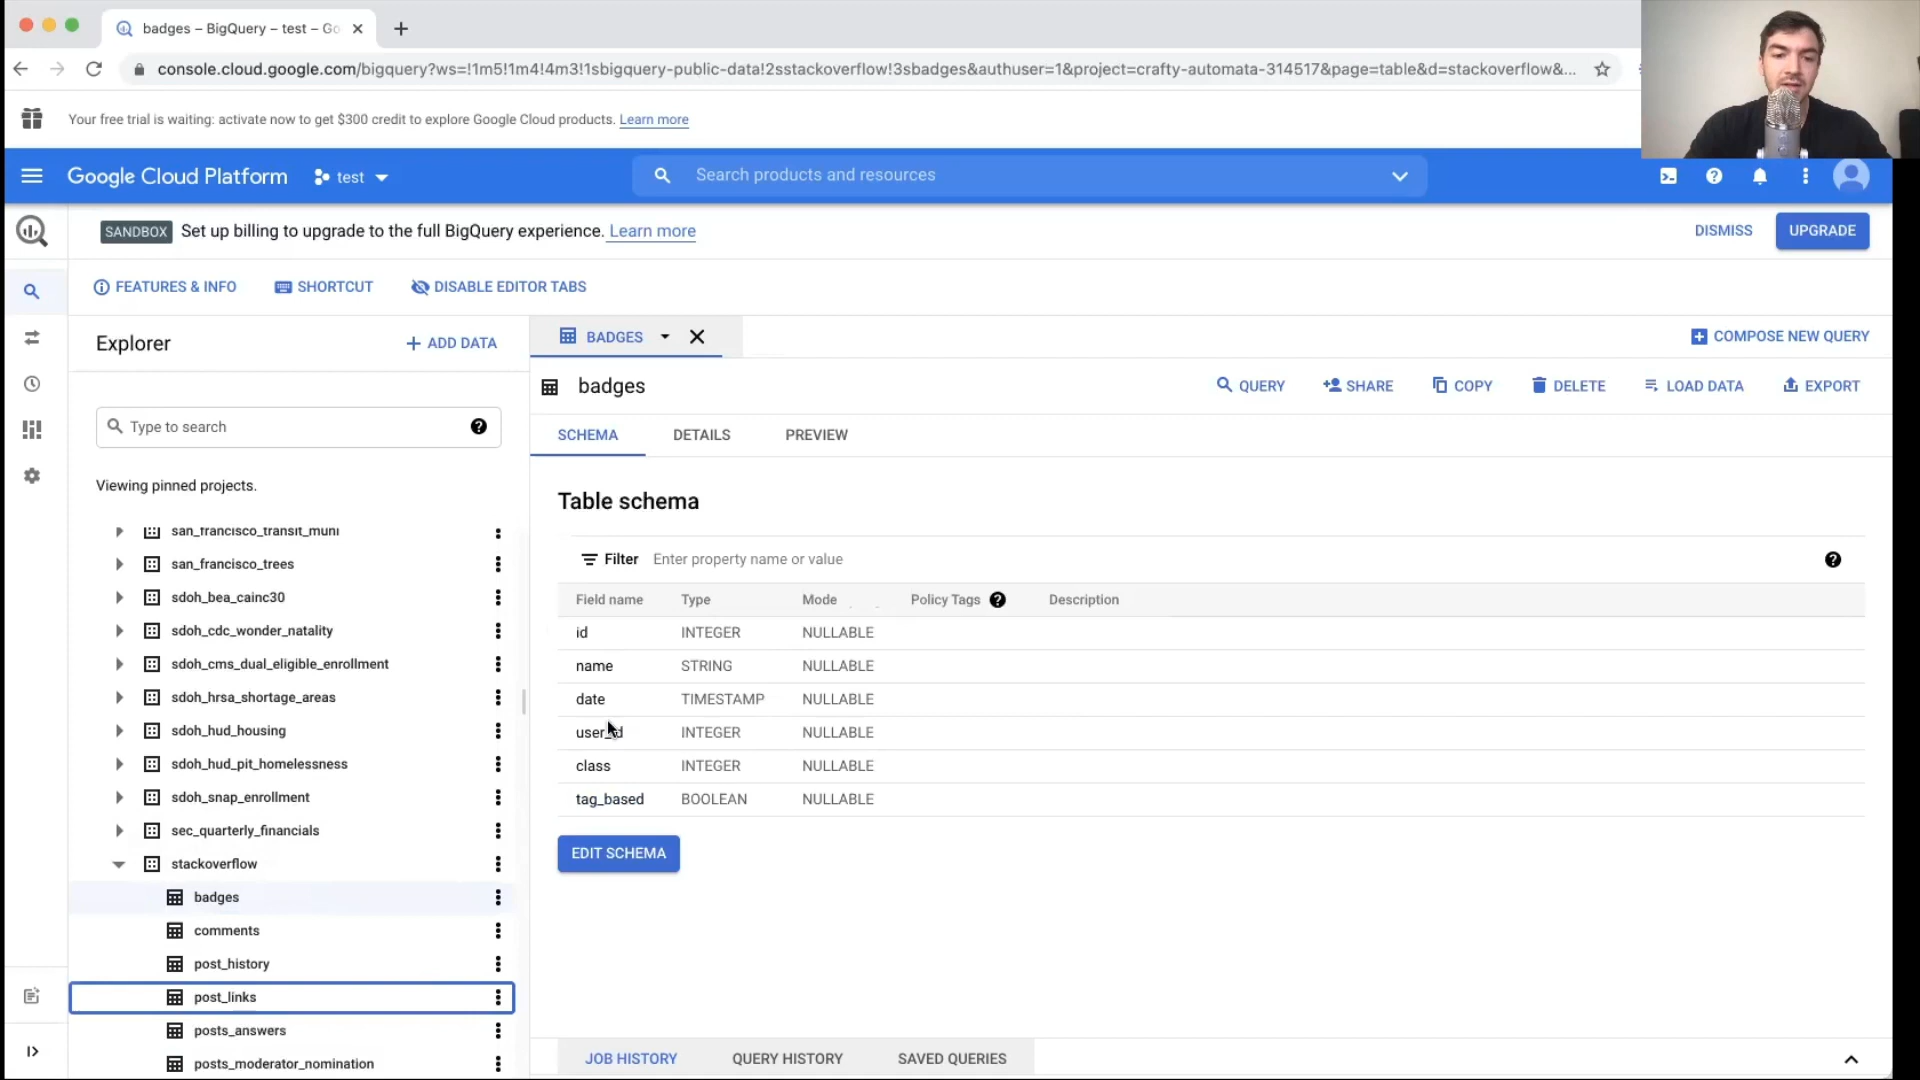 badges – BigQuery – test – Go
console.cloud.google.com/bigquery?ws=!1m5!1m4!4m3!1sbigquery-public-data!2sstackoverflow!3sbadges&authuser=1&project=crafty-automata-314517&page=table&d=stackoverflow&...
Your free trial is waiting: activate now to get $300 credit to explore Google Cloud products. Learn more
Google Cloud Platform
test
Search products and resources
SANDBOX Set up billing to upgrade to the full BigQuery experience. Learn more
DISMISS
UPGRADE
FEATURES & INFO
SHORTCUT
DISABLE EDITOR TABS
Explorer
+ ADD DATA
Type to search
Viewing pinned projects.
san_francisco_transit_muni
san_francisco_trees
sdoh_bea_cainc30
sdoh_cdc_wonder_natality
sdoh_cms_dual_eligible_enrollment
sdoh_hrsa_shortage_areas
sdoh_hud_housing
sdoh_hud_pit_homelessness
sdoh_snap_enrollment
sec_quarterly_financials
stackoverflow
badges
comments
post_history
post_links
posts_answers
posts_moderator_nomination
BADGES
COMPOSE NEW QUERY
badges
QUERY
SHARE
COPY
DELETE
LOAD DATA
EXPORT
SCHEMA
DETAILS
PREVIEW
Table schema
Filter Enter property name or value
Field name Type Mode Policy Tags Description
id INTEGER NULLABLE
name STRING NULLABLE
date TIMESTAMP NULLABLE
user_id INTEGER NULLABLE
class INTEGER NULLABLE
tag_based BOOLEAN NULLABLE
EDIT SCHEMA
JOB HISTORY
QUERY HISTORY
SAVED QUERIES